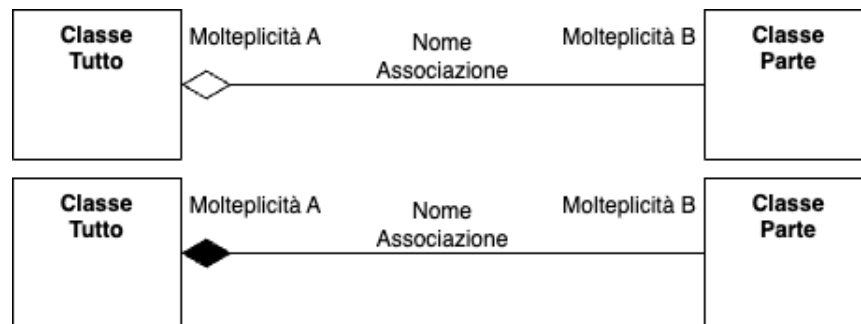 Classe
Tutto
Molteplicità A
Nome
Associazione
Molteplicità B
Classe
Parte
Classe
Tutto
Molteplicità A
Nome
Associazione
Molteplicità B
Classe
Parte